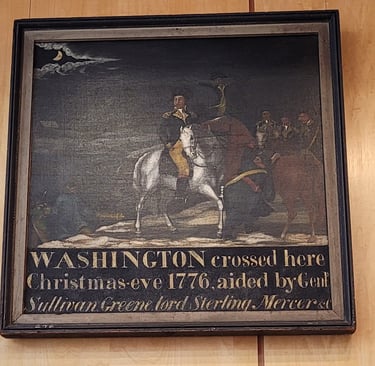 WASHINGTON crossed here
Christmas-eve 1776, aided by Genls
Sullivan Greene, lord Sterling, Mercer &c